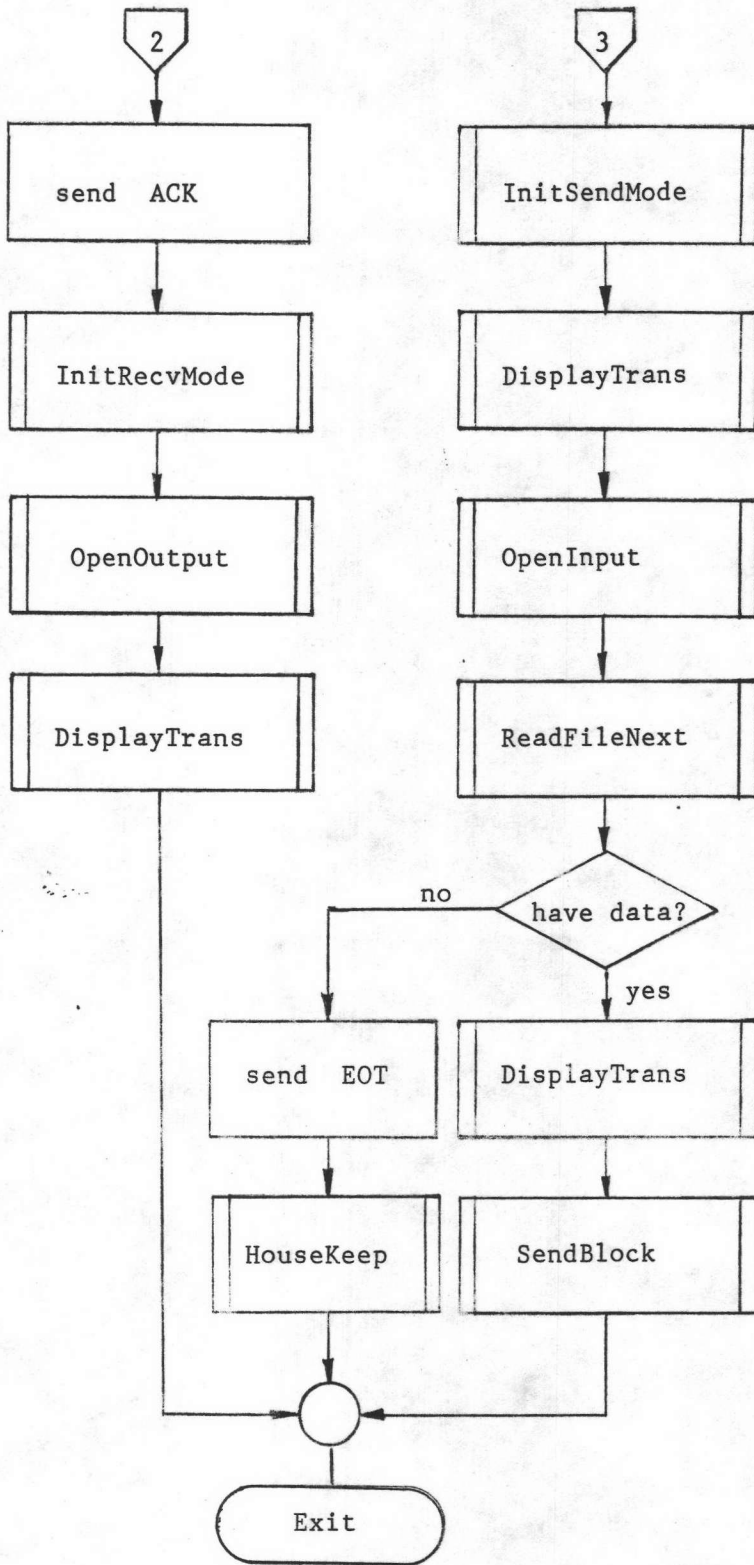 2
send ACK
InitRecvMode
OpenOutput
DisplayTrans
3
InitSendMode
DisplayTrans
OpenInput
ReadFileNext
have data?
no
yes
send EOT
HouseKeep
DisplayTrans
SendBlock
Exit